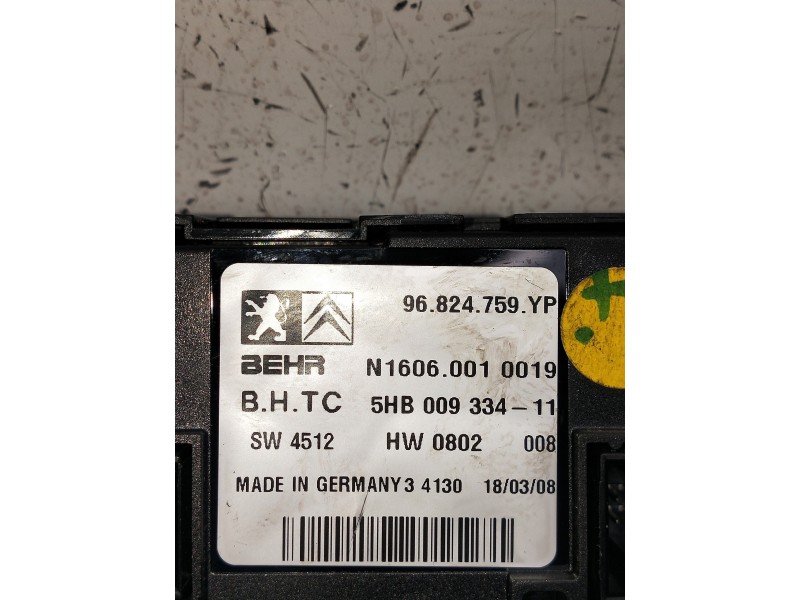 96.824.759.YP
BEHR N1606.001 0019
B.H.TC 5HB 009 334-11
SW 4512 HW 0802 008
MADE IN GERMANY 3 4130 18/03/08